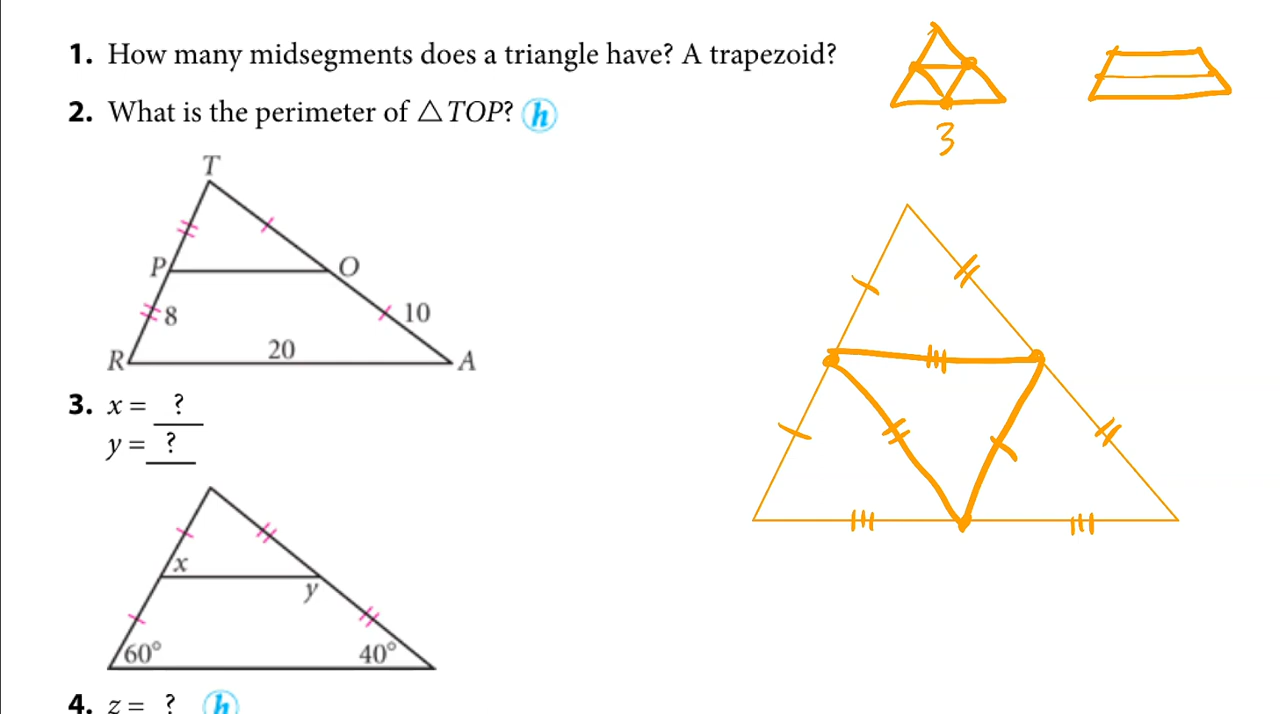 1. How many midsegments does a triangle have? A trapezoid?
3
2. What is the perimeter of △TOP? h
T
P
O
8
10
20
R
A
3. x = ?
y = ?
x
y
60°
40°
4. z = ? h